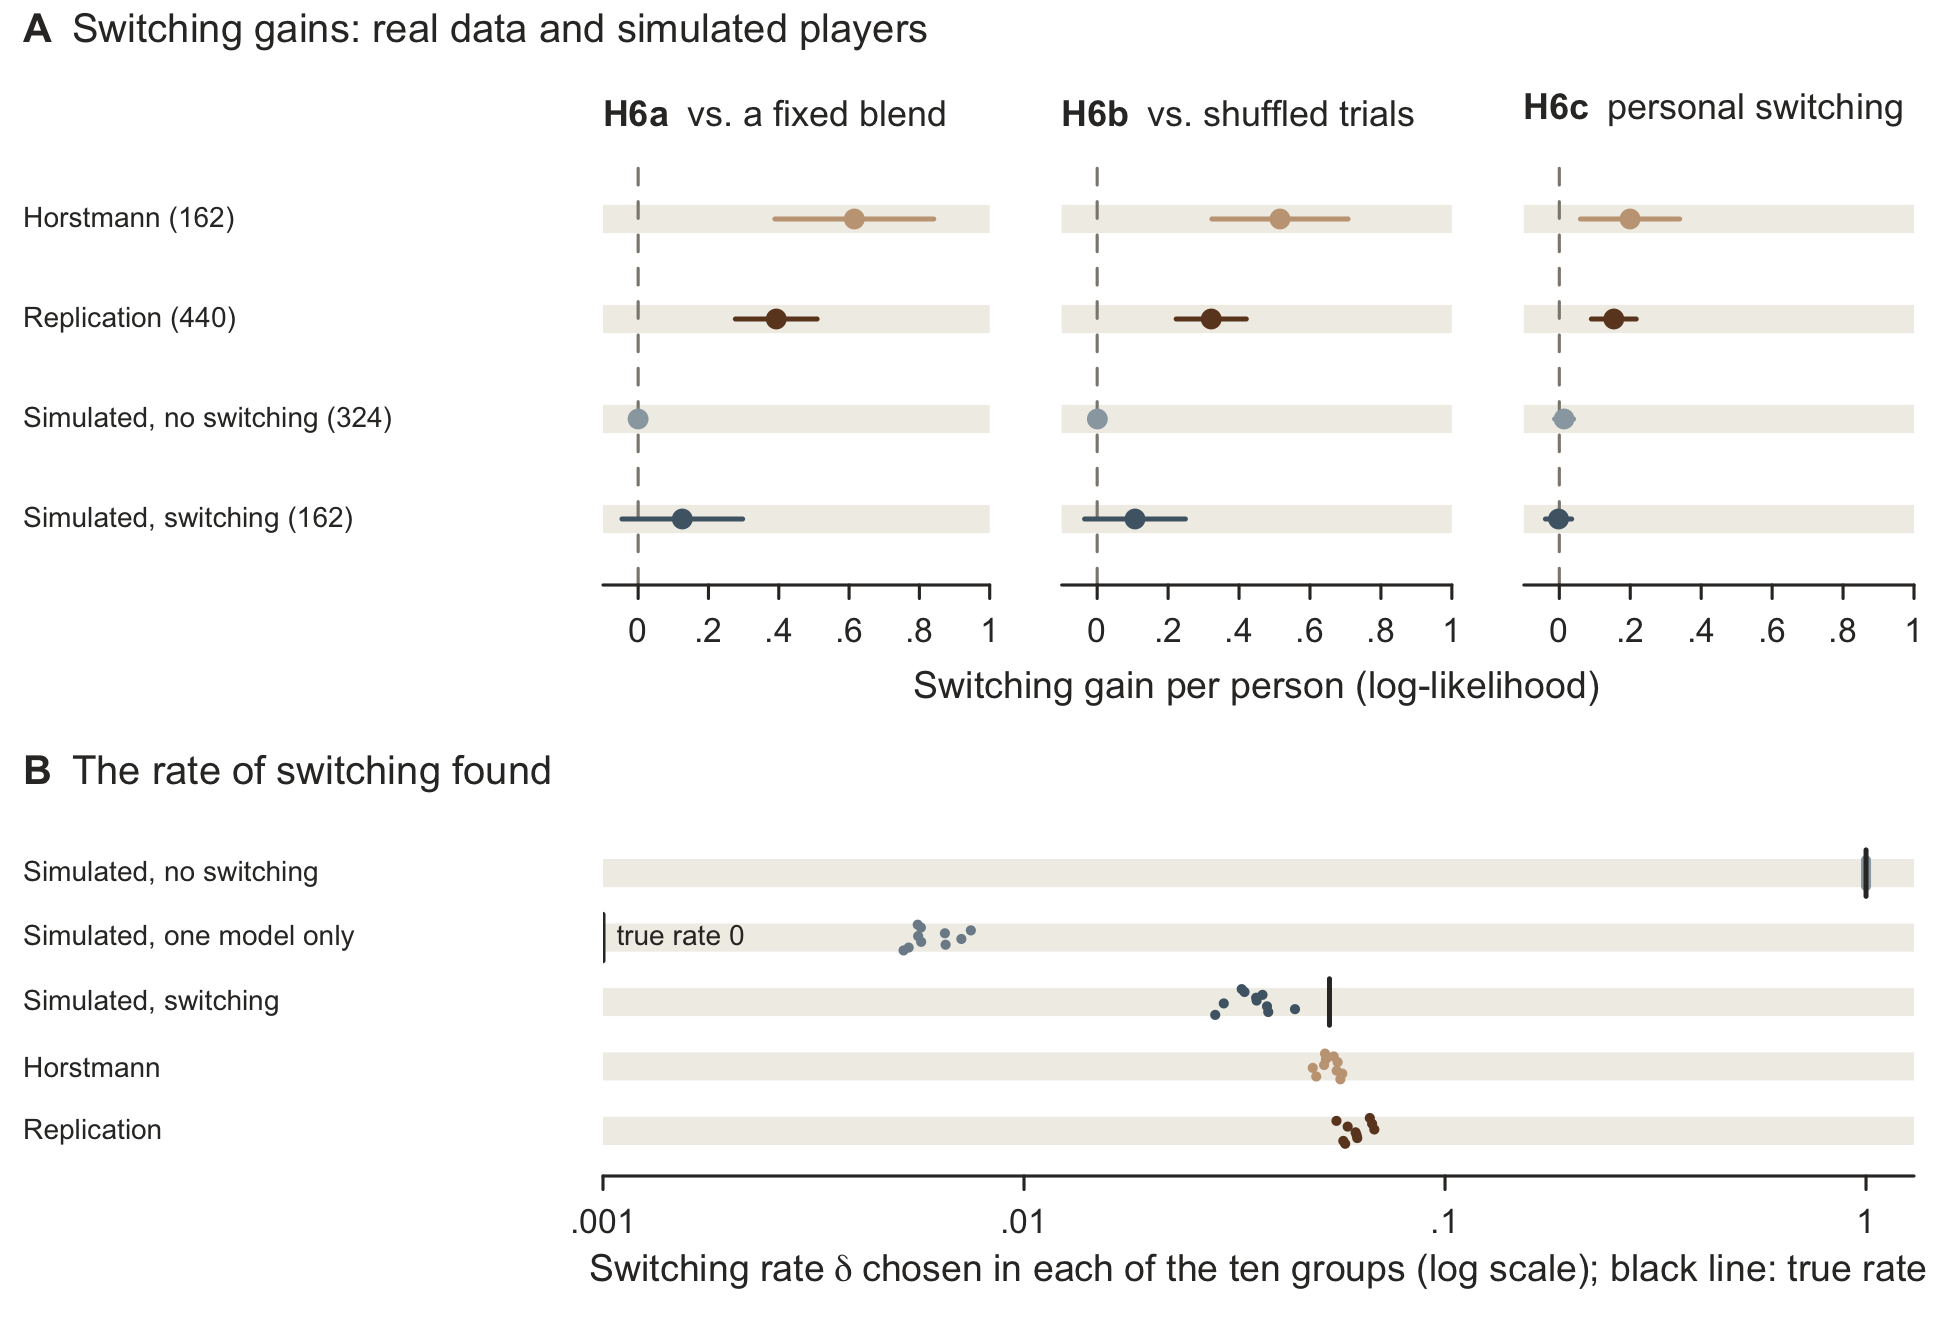 A Switching gains: real data and simulated players
H6a vs. a fixed blend
H6b vs. shuffled trials
H6c personal switching
Horstmann (162)
Replication (440)
Simulated, no switching (324)
Simulated, switching (162)
0 .2 .4 .6 .8 1
0 .2 .4 .6 .8 1
0 .2 .4 .6 .8 1
Switching gain per person (log-likelihood)
B The rate of switching found
Simulated, no switching
Simulated, one model only
true rate 0
Simulated, switching
Horstmann
Replication
.001 .01 .1 1
Switching rate δ chosen in each of the ten groups (log scale); black line: true rate